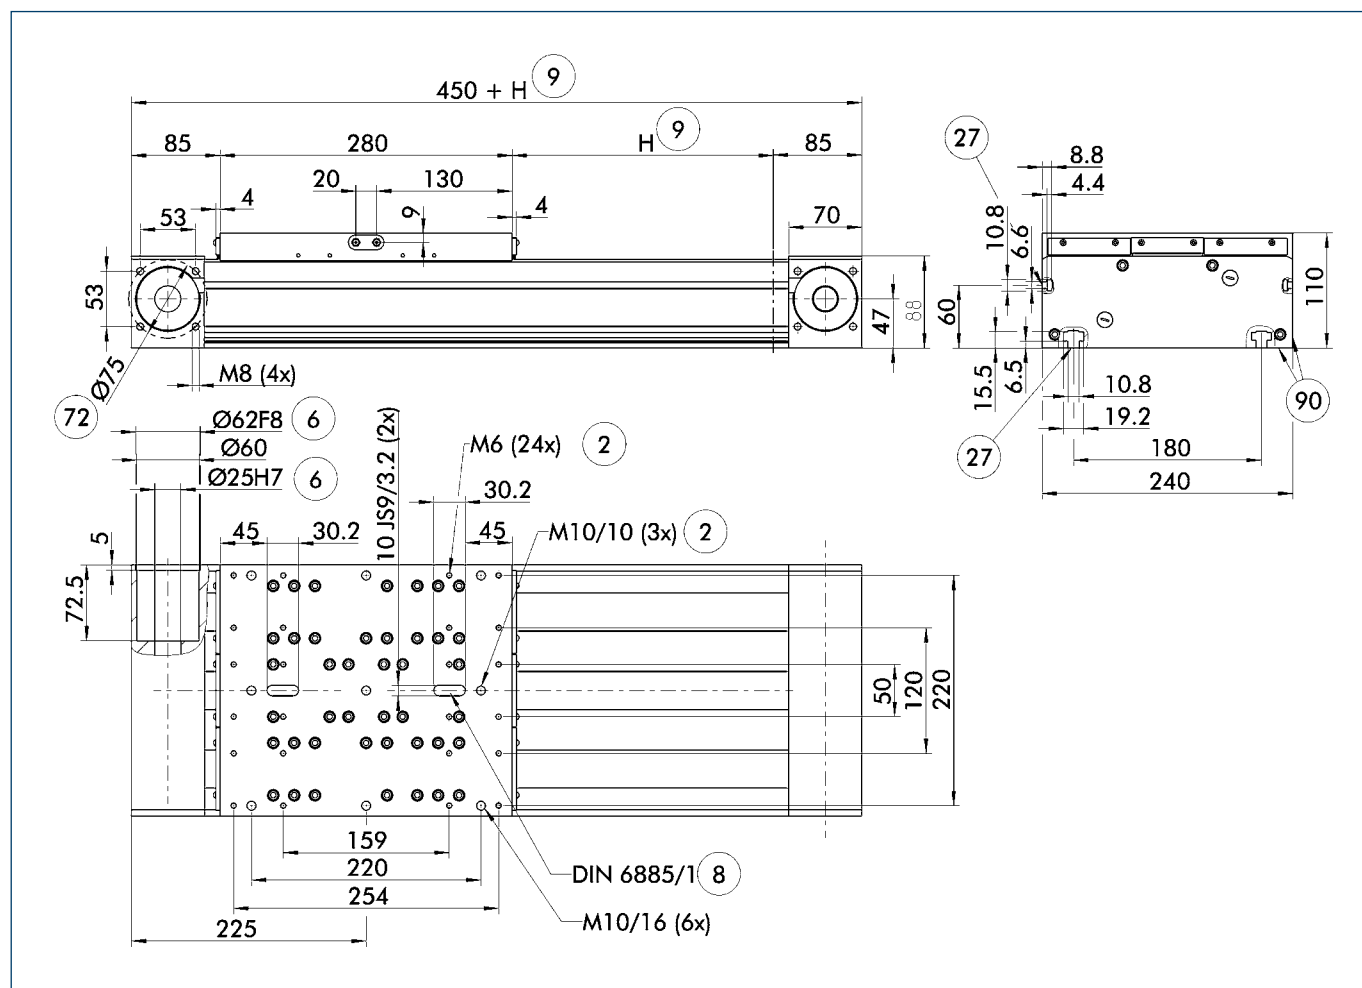 450 + H 9
85 280 H 9 85
20 130
4 9 4
53 70
53
47 88
Ø75
M8 (4x)
72
27
8.8
4.4
10.8 6.6
60 110
15.5 6.5
10.8
19.2
90
27
180
240
Ø62F8 6
Ø60
Ø25H7 6
10 JS9/3.2 (2x)
M6 (24x) 2
30.2
45 30.2 45
M10/10 (3x) 2
5
72.5
50 120 220
159
220
254
225
DIN 6885/1 8
M10/16 (6x)